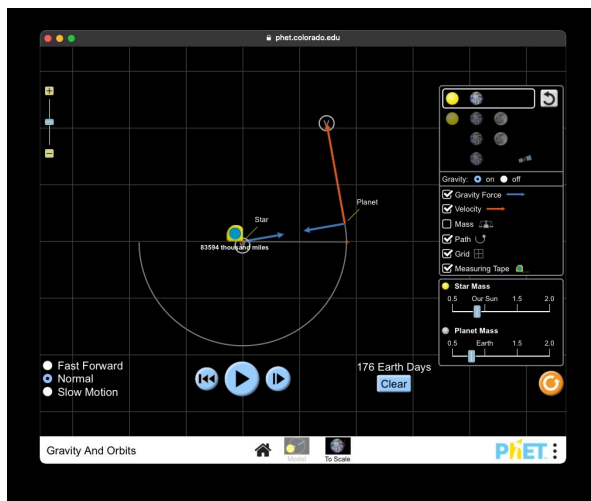 phet.colorado.edu
V
Planet
Star
83594 thousand miles
Gravity: on off
Gravity Force
Velocity
Mass
Path
Grid
Measuring Tape
Star Mass
0.5 Our Sun 1.5 2.0
Planet Mass
0.5 Earth 1.5 2.0
Fast Forward
Normal
Slow Motion
176 Earth Days
Clear
Gravity And Orbits
Model
To Scale
PhET